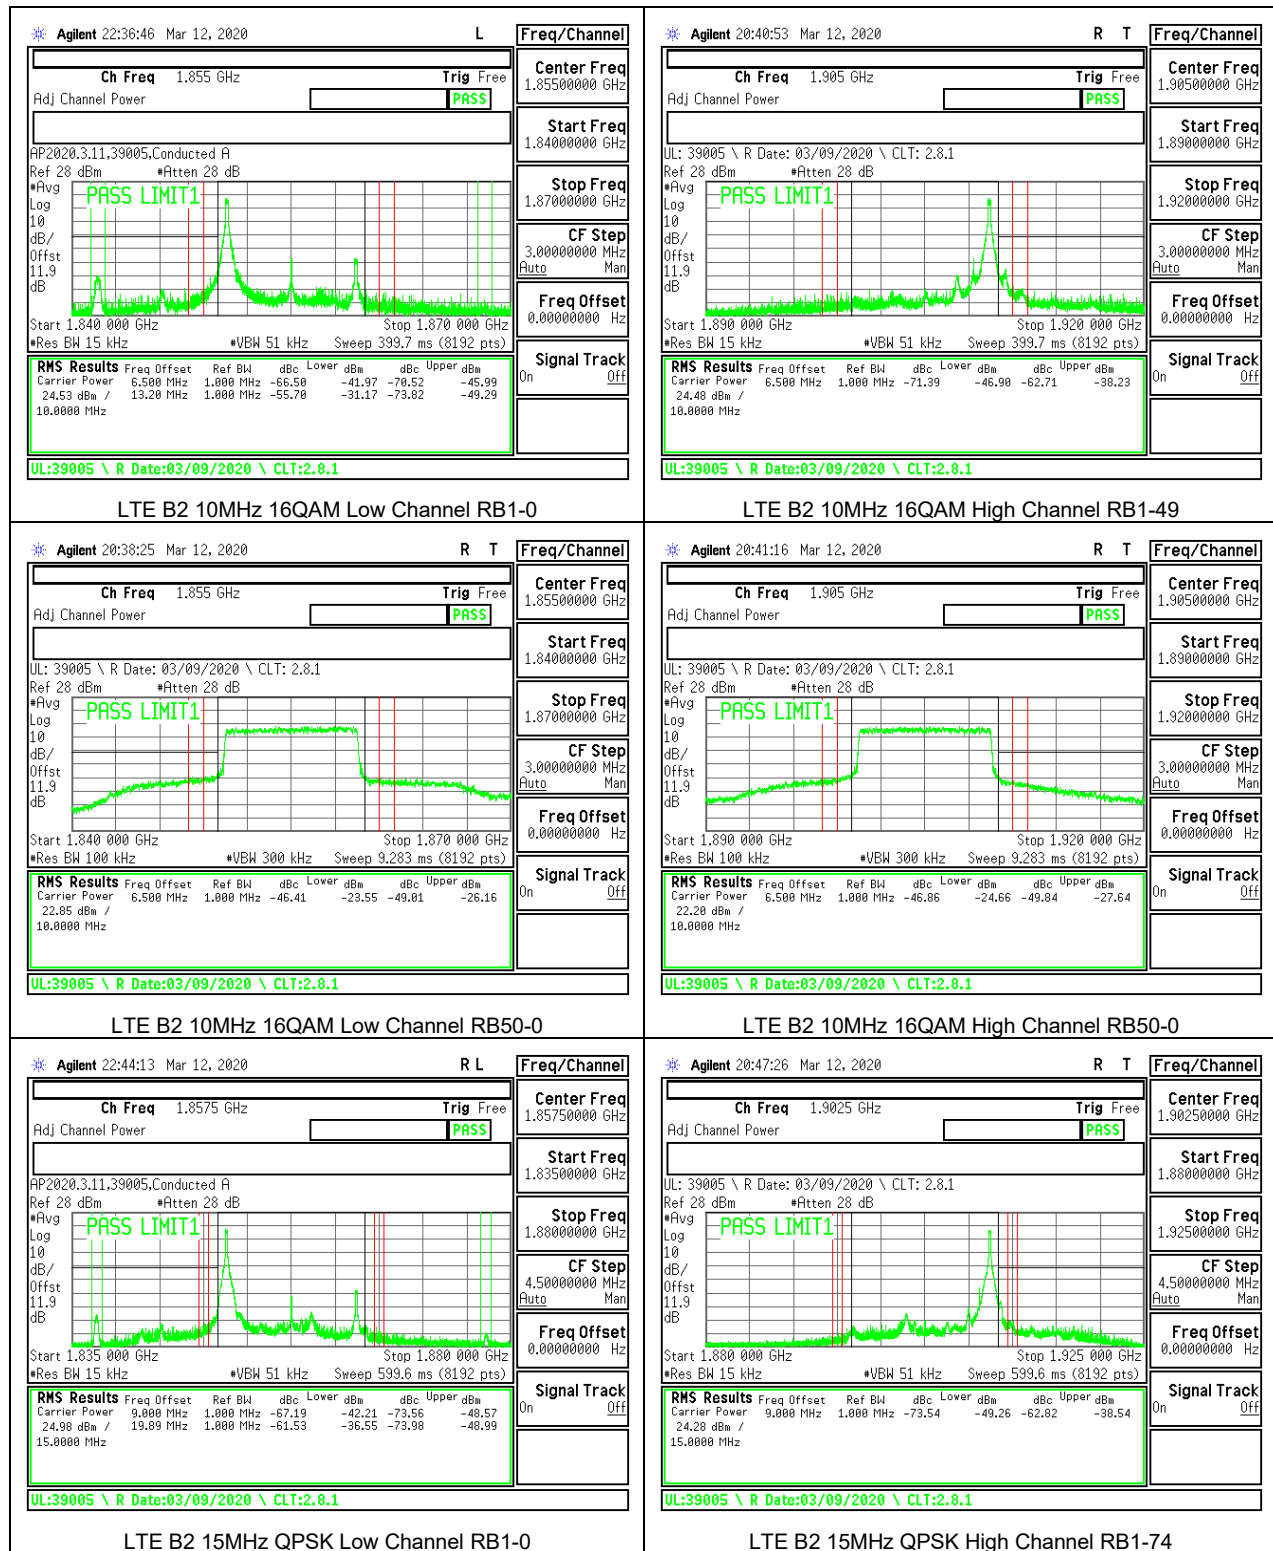 Agilent 22:36:46 Mar 12, 2020 L Freq/Channel
Ch Freq 1.855 GHz Trig Free
Adj Channel Power PASS
Center Freq
1.85500000 GHz
Start Freq
1.84000000 GHz
AP2020.3.11,39005,Conducted A
Ref 28 dBm #Atten 28 dB
#Avg
Log
10
dB/
Offst
11.9
dB
PASS LIMIT1
Stop Freq
1.87000000 GHz
CF Step
3.00000000 MHz
Auto Man
Freq Offset
0.00000000 Hz
Start 1.840 000 GHz Stop 1.870 000 GHz
#Res BW 15 kHz #VBW 51 kHz Sweep 399.7 ms (8192 pts)
Signal Track
On Off
RMS Results Freq Offset Ref BW dBc Lower dBm dBc Upper dBm
Carrier Power 6.500 MHz 1.000 MHz -66.50 -41.97 -70.52 -45.99
24.53 dBm / 13.20 MHz 1.000 MHz -55.70 -31.17 -73.82 -49.29
10.0000 MHz
UL:39005 \ R Date:03/09/2020 \ CLT:2.8.1
LTE B2 10MHz 16QAM Low Channel RB1-0
Agilent 20:40:53 Mar 12, 2020 R T Freq/Channel
Ch Freq 1.905 GHz Trig Free
Adj Channel Power PASS
Center Freq
1.90500000 GHz
Start Freq
1.89000000 GHz
UL: 39005 \ R Date: 03/09/2020 \ CLT: 2.8.1
Ref 28 dBm #Atten 28 dB
#Avg
Log
10
dB/
Offst
11.9
dB
PASS LIMIT1
Stop Freq
1.92000000 GHz
CF Step
3.00000000 MHz
Auto Man
Freq Offset
0.00000000 Hz
Start 1.890 000 GHz Stop 1.920 000 GHz
#Res BW 15 kHz #VBW 51 kHz Sweep 399.7 ms (8192 pts)
Signal Track
On Off
RMS Results Freq Offset Ref BW dBc Lower dBm dBc Upper dBm
Carrier Power 6.500 MHz 1.000 MHz -71.39 -46.90 -62.71 -38.23
24.48 dBm /
10.0000 MHz
UL:39005 \ R Date:03/09/2020 \ CLT:2.8.1
LTE B2 10MHz 16QAM High Channel RB1-49
Agilent 20:38:25 Mar 12, 2020 R T Freq/Channel
Ch Freq 1.855 GHz Trig Free
Adj Channel Power PASS
Center Freq
1.85500000 GHz
Start Freq
1.84000000 GHz
UL: 39005 \ R Date: 03/09/2020 \ CLT: 2.8.1
Ref 28 dBm #Atten 28 dB
#Avg
Log
10
dB/
Offst
11.9
dB
PASS LIMIT1
Stop Freq
1.87000000 GHz
CF Step
3.00000000 MHz
Auto Man
Freq Offset
0.00000000 Hz
Start 1.840 000 GHz Stop 1.870 000 GHz
#Res BW 100 kHz #VBW 300 kHz Sweep 9.283 ms (8192 pts)
Signal Track
On Off
RMS Results Freq Offset Ref BW dBc Lower dBm dBc Upper dBm
Carrier Power 6.500 MHz 1.000 MHz -46.41 -23.55 -49.01 -26.16
22.85 dBm /
10.0000 MHz
UL:39005 \ R Date:03/09/2020 \ CLT:2.8.1
LTE B2 10MHz 16QAM Low Channel RB50-0
Agilent 20:41:16 Mar 12, 2020 R T Freq/Channel
Ch Freq 1.905 GHz Trig Free
Adj Channel Power PASS
Center Freq
1.90500000 GHz
Start Freq
1.89000000 GHz
UL: 39005 \ R Date: 03/09/2020 \ CLT: 2.8.1
Ref 28 dBm #Atten 28 dB
#Avg
Log
10
dB/
Offst
11.9
dB
PASS LIMIT1
Stop Freq
1.92000000 GHz
CF Step
3.00000000 MHz
Auto Man
Freq Offset
0.00000000 Hz
Start 1.890 000 GHz Stop 1.920 000 GHz
#Res BW 100 kHz #VBW 300 kHz Sweep 9.283 ms (8192 pts)
Signal Track
On Off
RMS Results Freq Offset Ref BW dBc Lower dBm dBc Upper dBm
Carrier Power 6.500 MHz 1.000 MHz -46.86 -24.66 -49.84 -27.64
22.20 dBm /
10.0000 MHz
UL:39005 \ R Date:03/09/2020 \ CLT:2.8.1
LTE B2 10MHz 16QAM High Channel RB50-0
Agilent 22:44:13 Mar 12, 2020 R L Freq/Channel
Ch Freq 1.8575 GHz Trig Free
Adj Channel Power PASS
Center Freq
1.85750000 GHz
Start Freq
1.83500000 GHz
AP2020.3.11,39005,Conducted A
Ref 28 dBm #Atten 28 dB
#Avg
Log
10
dB/
Offst
11.9
dB
PASS LIMIT1
Stop Freq
1.88000000 GHz
CF Step
4.50000000 MHz
Auto Man
Freq Offset
0.00000000 Hz
Start 1.835 000 GHz Stop 1.880 000 GHz
#Res BW 15 kHz #VBW 51 kHz Sweep 599.6 ms (8192 pts)
Signal Track
On Off
RMS Results Freq Offset Ref BW dBc Lower dBm dBc Upper dBm
Carrier Power 9.000 MHz 1.000 MHz -67.19 -42.21 -73.56 -48.57
24.98 dBm / 19.89 MHz 1.000 MHz -61.53 -36.55 -73.98 -48.99
15.0000 MHz
UL:39005 \ R Date:03/09/2020 \ CLT:2.8.1
LTE B2 15MHz QPSK Low Channel RB1-0
Agilent 20:47:26 Mar 12, 2020 R T Freq/Channel
Ch Freq 1.9025 GHz Trig Free
Adj Channel Power PASS
Center Freq
1.90250000 GHz
Start Freq
1.88000000 GHz
UL: 39005 \ R Date: 03/09/2020 \ CLT: 2.8.1
Ref 28 dBm #Atten 28 dB
#Avg
Log
10
dB/
Offst
11.9
dB
PASS LIMIT1
Stop Freq
1.92500000 GHz
CF Step
4.50000000 MHz
Auto Man
Freq Offset
0.00000000 Hz
Start 1.880 000 GHz Stop 1.925 000 GHz
#Res BW 15 kHz #VBW 51 kHz Sweep 599.6 ms (8192 pts)
Signal Track
On Off
RMS Results Freq Offset Ref BW dBc Lower dBm dBc Upper dBm
Carrier Power 9.000 MHz 1.000 MHz -73.54 -49.26 -62.82 -38.54
24.28 dBm /
15.0000 MHz
UL:39005 \ R Date:03/09/2020 \ CLT:2.8.1
LTE B2 15MHz QPSK High Channel RB1-74